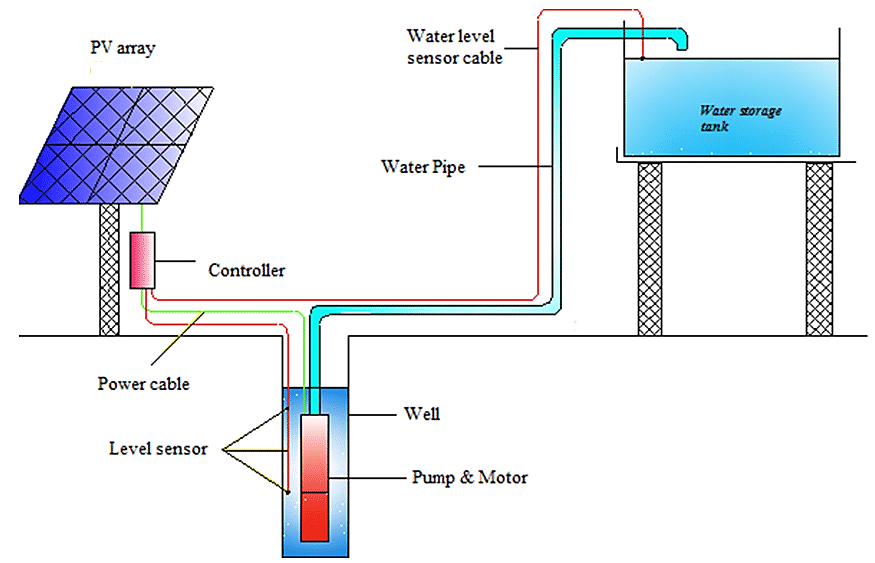 PV array
Water level
sensor cable
Water storage
tank
Water Pipe
Controller
Power cable
Well
Level sensor
Pump & Motor